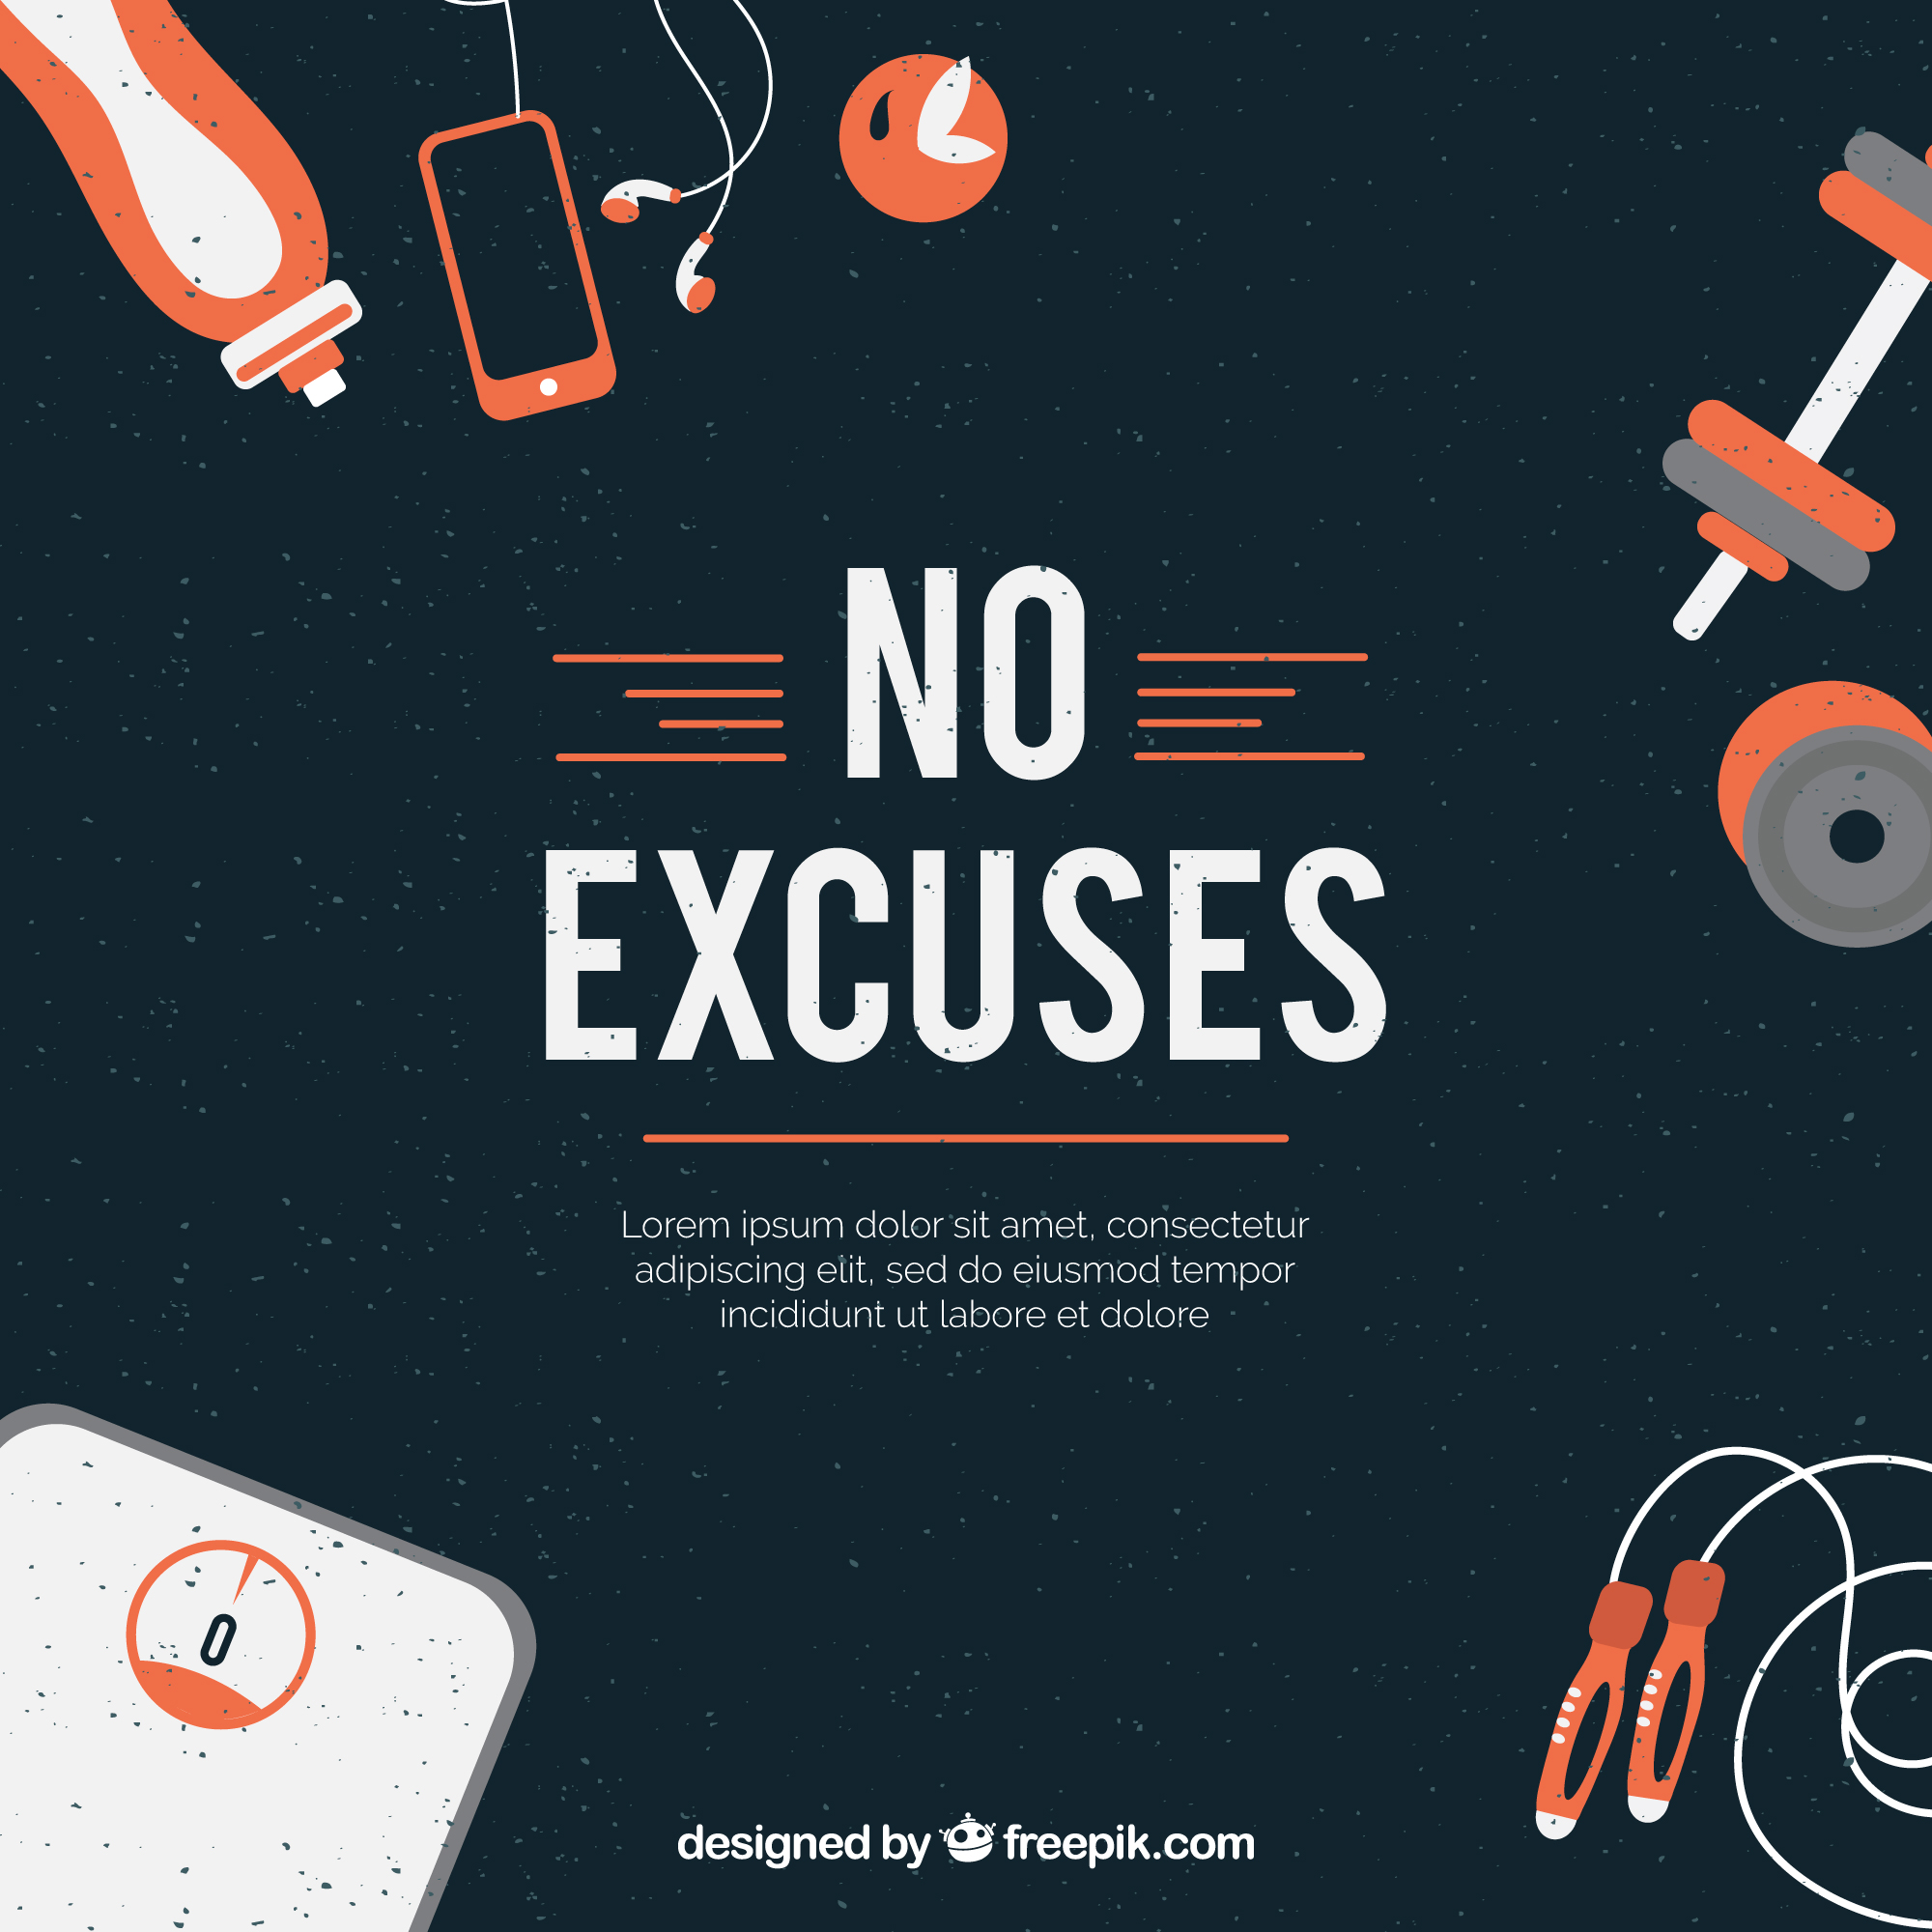 NO
EXCUSES
Lorem ipsum dolor sit amet, consectetur
adipiscing elit, sed do eiusmod tempor
incididunt ut labore et dolore
0
designed by freepik.com